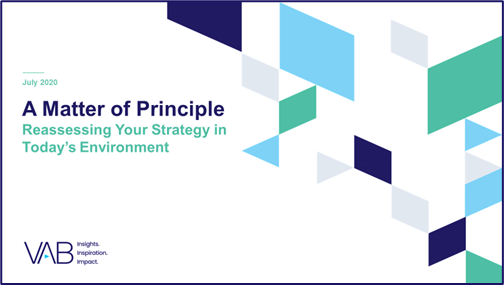 July 2020
A Matter of Principle
Reassessing Your Strategy in
Today's Environment
VAB
Insights.
Inspiration.
Impact.